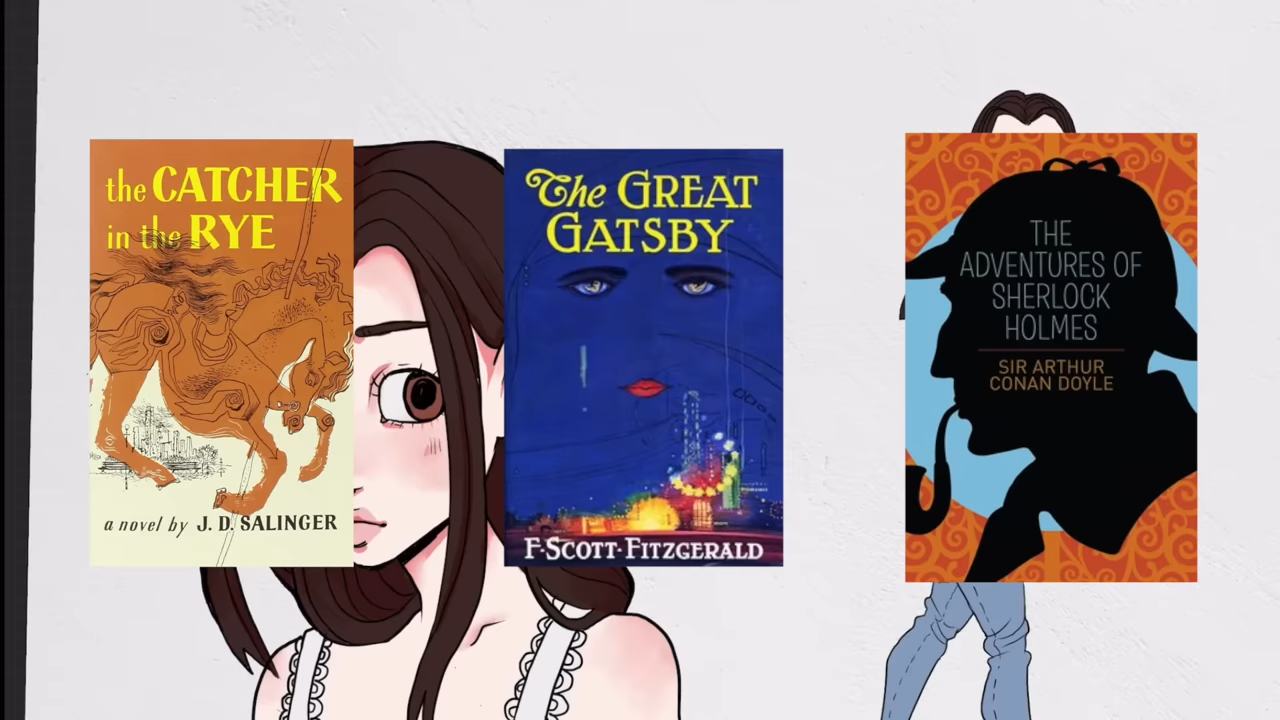 the CATCHER
in the RYE
a novel by J. D. SALINGER
The GREAT
GATSBY
F·SCOTT·FITZGERALD
THE
ADVENTURES OF
SHERLOCK
HOLMES
SIR ARTHUR
CONAN DOYLE